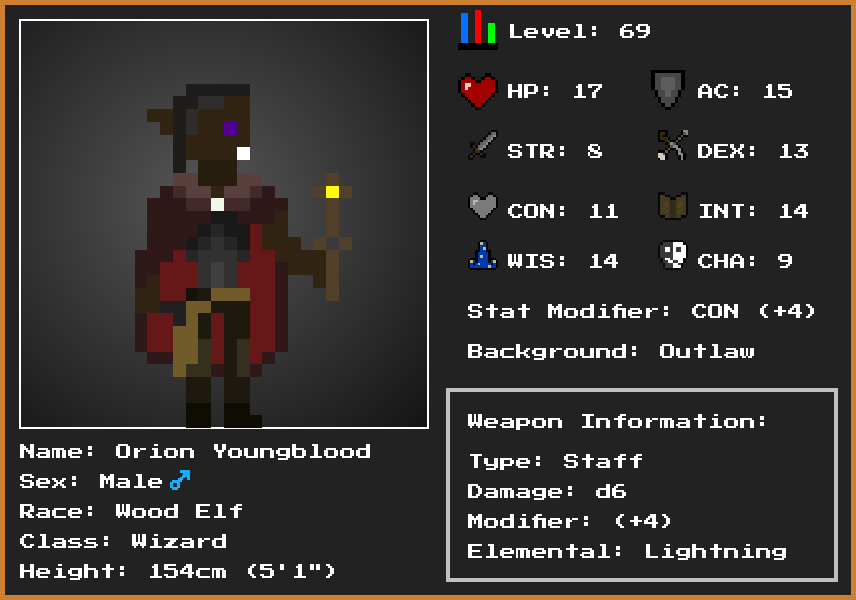 Level: 69
HP: 17 AC: 15
STR: 8 DEX: 13
CON: 11 INT: 14
WIS: 14 CHA: 9
Stat Modifier: CON (+4)
Background: Outlaw
Weapon Information:
Type: Staff
Damage: d6
Modifier: (+4)
Elemental: Lightning
Name: Orion Youngblood
Sex: Male♂
Race: Wood Elf
Class: Wizard
Height: 154cm (5'1")